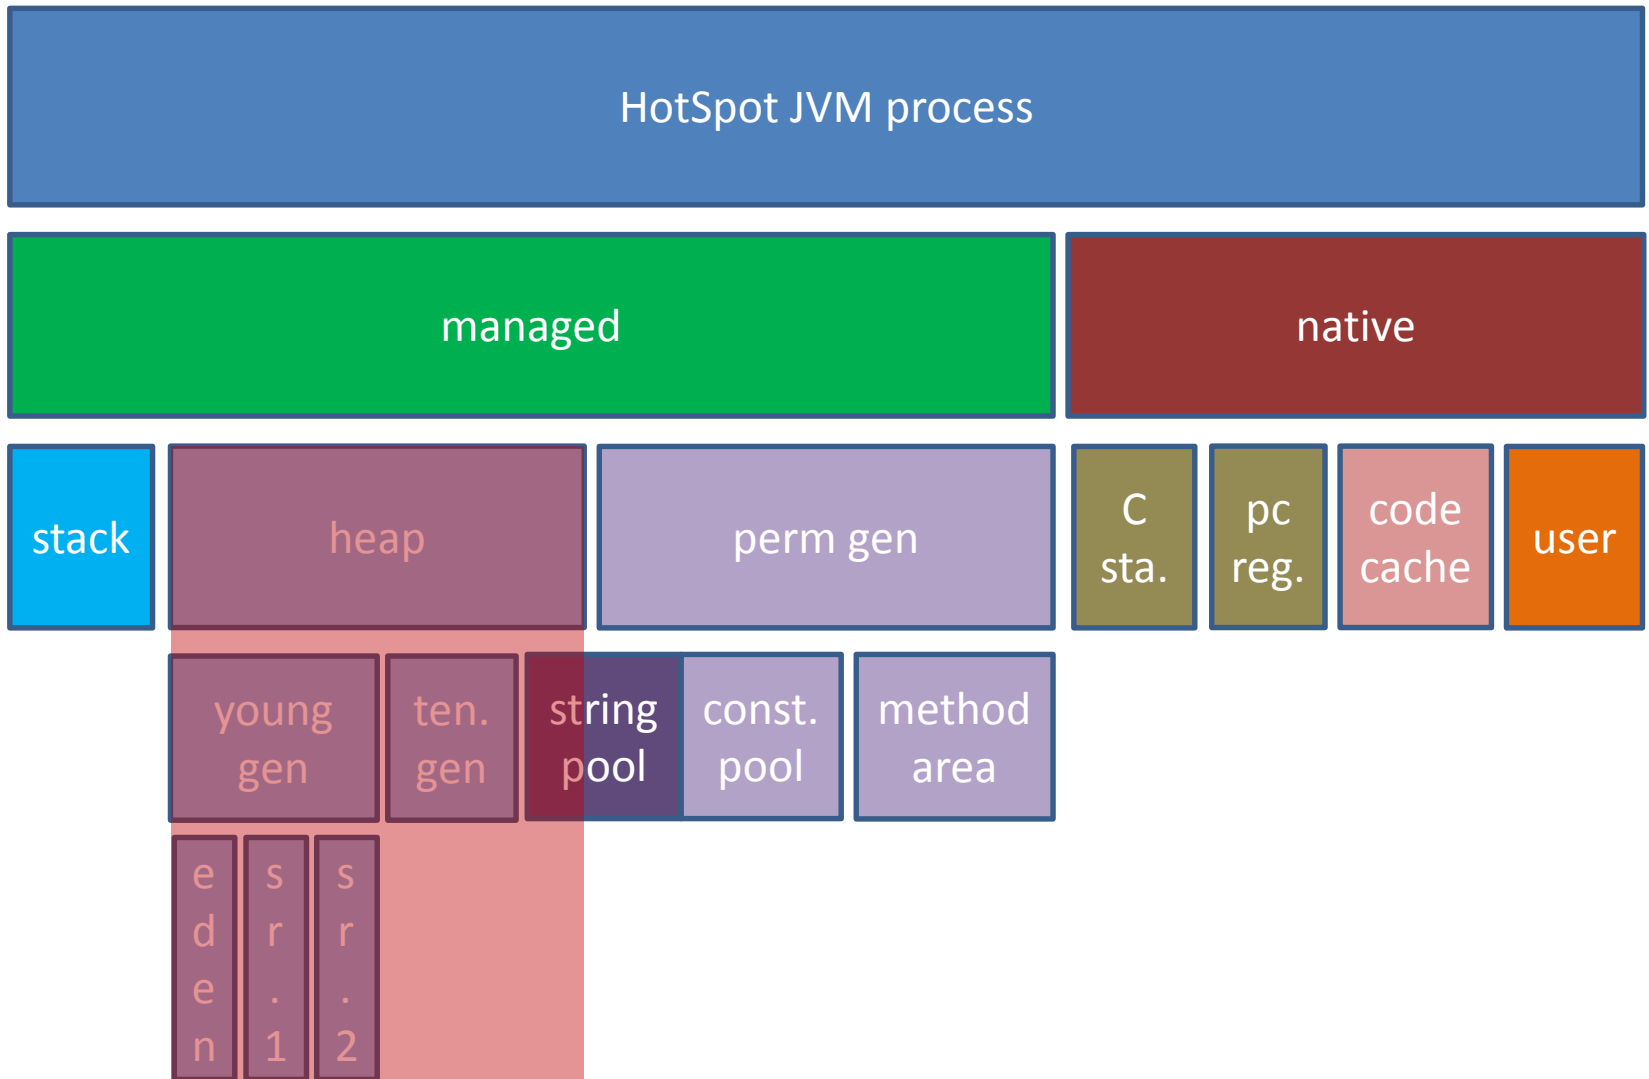 HotSpot JVM process
managed
native
stack
heap
perm gen
C
sta.
pc
reg.
code
cache
user
young
gen
ten.
gen
string
pool
const.
pool
method
area
e
d
e
n
s
r
.
1
s
r
.
2